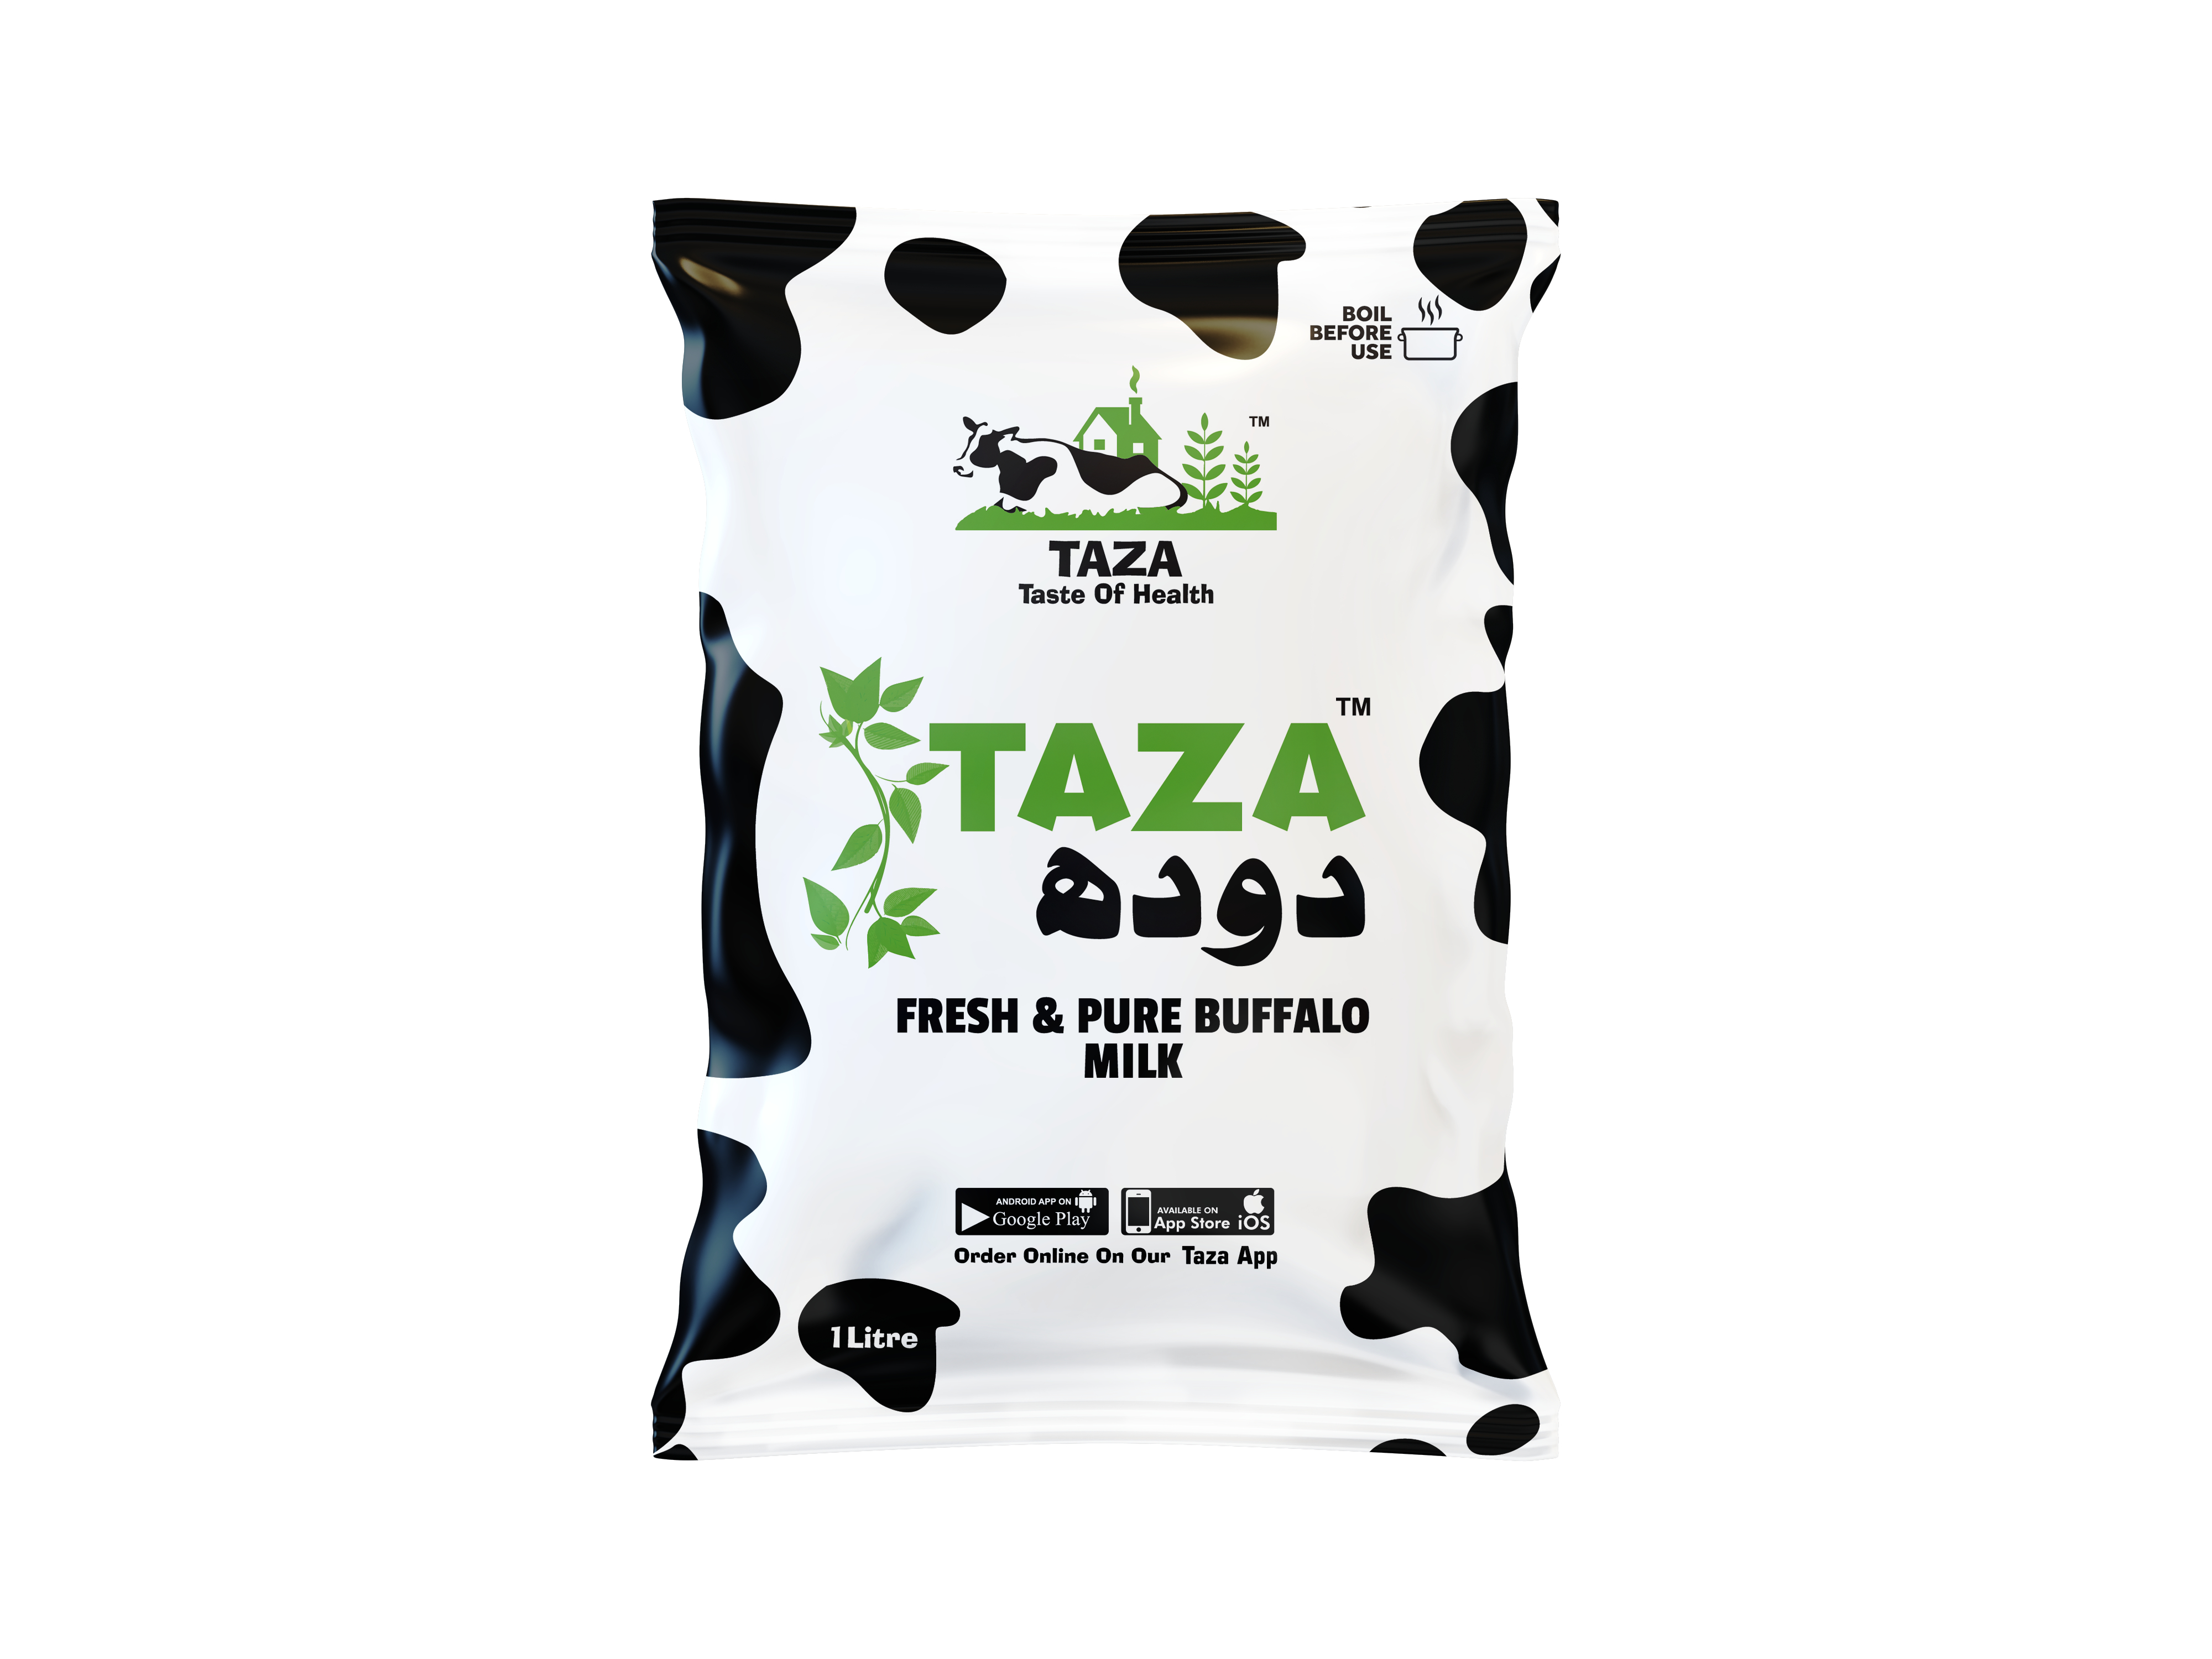 BOIL
BEFORE
USE
TM
TAZA
Taste Of Health
TM
TAZA
دودھ
FRESH & PURE BUFFALO
MILK
ANDROID APP ON
Google Play
AVAILABLE ON
App Store iOS
Order Online On Our Taza App
1 Litre